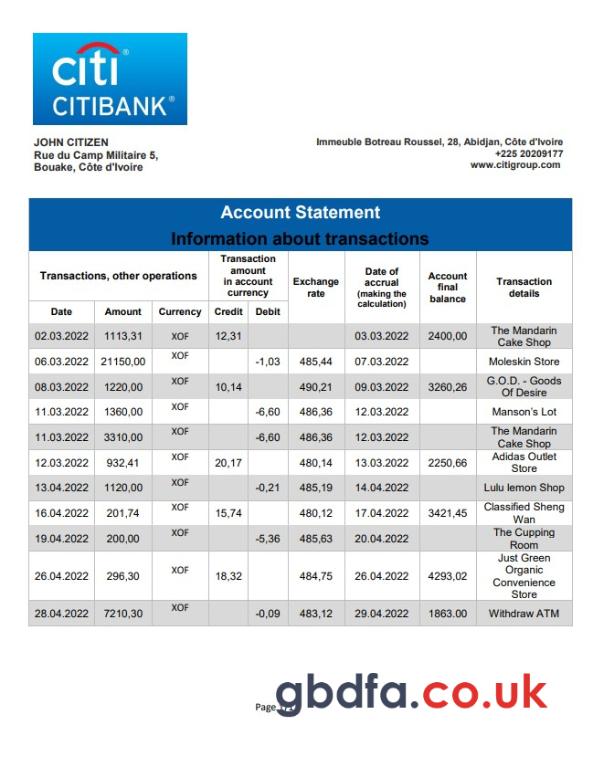 citi®
CITIBANK®
JOHN CITIZEN
Rue du Camp Militaire 5,
Bouake, Côte d'Ivoire
Immeuble Botreau Roussel, 28, Abidjan, Côte d'Ivoire
+225 20209177
www.citigroup.com
Account Statement
Information about transactions
Transactions, other operations
Transaction
amount
in account
currency
Exchange
rate
Date of
accrual
(making the
calculation)
Account
final
balance
Transaction
details
Date Amount Currency Credit Debit
02.03.2022 1113,31 XOF 12,31 03.03.2022 2400,00 The Mandarin
Cake Shop
06.03.2022 21150,00 XOF -1,03 485,44 07.03.2022 Moleskin Store
08.03.2022 1220,00 XOF 10,14 490,21 09.03.2022 3260,26 G.O.D. - Goods
Of Desire
11.03.2022 1360,00 XOF -6,60 486,36 12.03.2022 Manson's Lot
11.03.2022 3310,00 XOF -6,60 486,36 12.03.2022 The Mandarin
Cake Shop
12.03.2022 932,41 XOF 20,17 480,14 13.03.2022 2250,66 Adidas Outlet
Store
13.04.2022 1120,00 XOF -0,21 485,19 14.04.2022 Lulu lemon Shop
16.04.2022 201,74 XOF 15,74 480,12 17.04.2022 3421,45 Classified Sheng
Wan
19.04.2022 200,00 XOF -5,36 485,63 20.04.2022 The Cupping
Room
26.04.2022 296,30 XOF 18,32 484,75 26.04.2022 4293,02 Just Green
Organic
Convenience
Store
28.04.2022 7210,30 XOF -0,09 483,12 29.04.2022 1863.00 Withdraw ATM
Page
gbdfa.co.uk